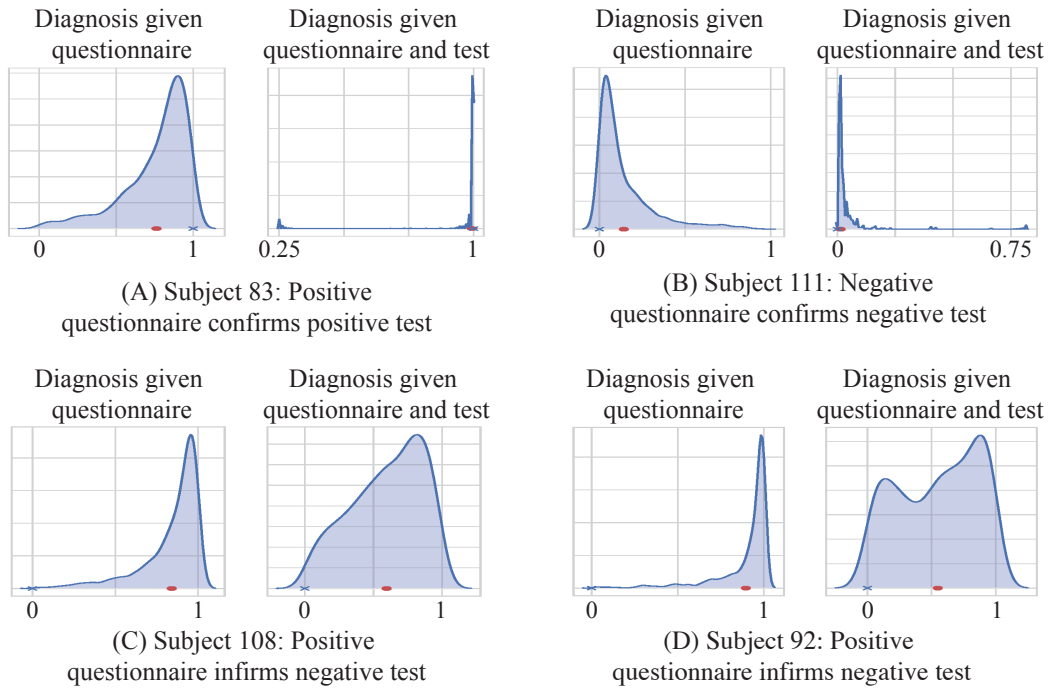 Diagnosis given
questionnaire
Diagnosis given
questionnaire and test
0
1
0.25
1
(A) Subject 83: Positive
questionnaire confirms positive test
Diagnosis given
questionnaire
Diagnosis given
questionnaire and test
0
1
0
0.75
(B) Subject 111: Negative
questionnaire confirms negative test
Diagnosis given
questionnaire
Diagnosis given
questionnaire and test
0
1
0
1
(C) Subject 108: Positive
questionnaire infirms negative test
Diagnosis given
questionnaire
Diagnosis given
questionnaire and test
0
1
0
1
(D) Subject 92: Positive
questionnaire infirms negative test